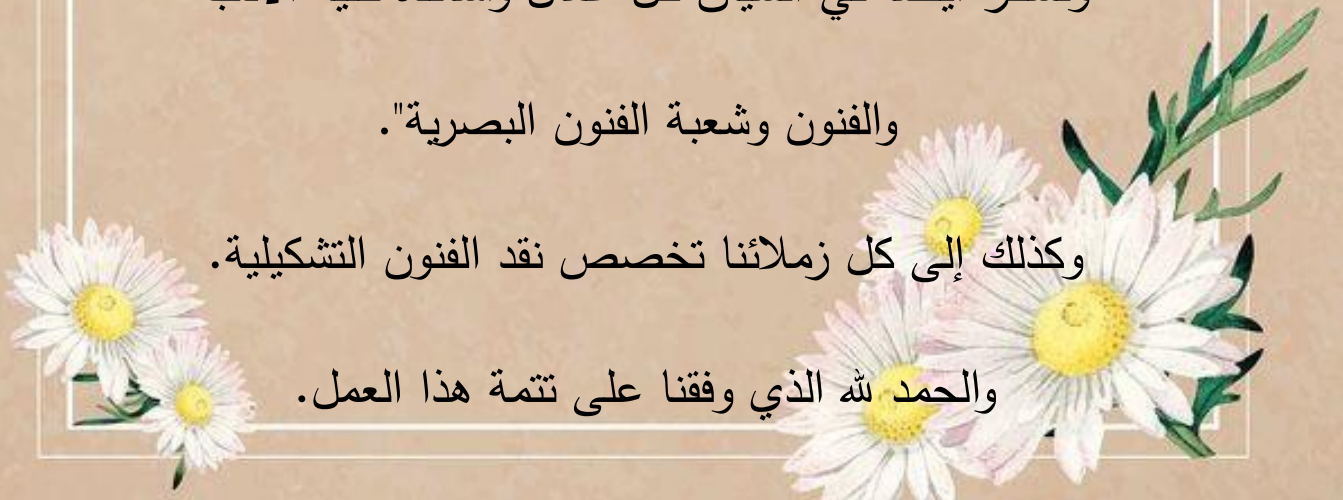 والفنون وشعبة الفنون البصرية".
وكذلك إلى كل زملائنا تخصص نقد الفنون التشكيلية.
والحمد لله الذي وفقنا على تتمة هذا العمل.